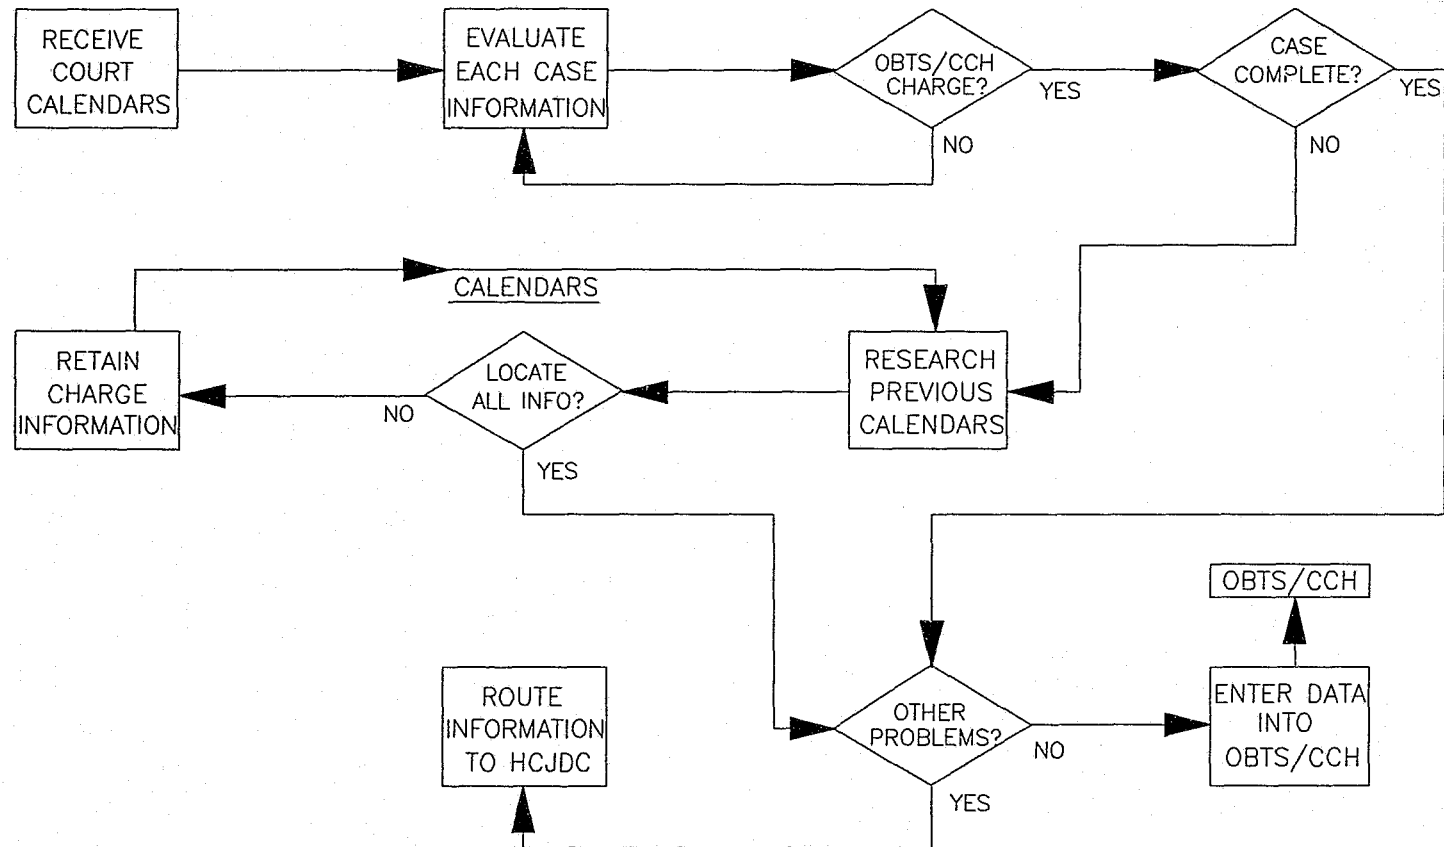 RECEIVE
COURT
CALENDARS
EVALUATE
EACH CASE
INFORMATION
OBTS/CCH
CHARGE?
YES
NO
CASE
COMPLETE?
YES
NO
CALENDARS
RETAIN
CHARGE
INFORMATION
NO
LOCATE
ALL INFO?
YES
RESEARCH
PREVIOUS
CALENDARS
OBTS/CCH
ROUTE
INFORMATION
TO HCJDC
OTHER
PROBLEMS?
NO
YES
ENTER DATA
INTO
OBTS/CCH